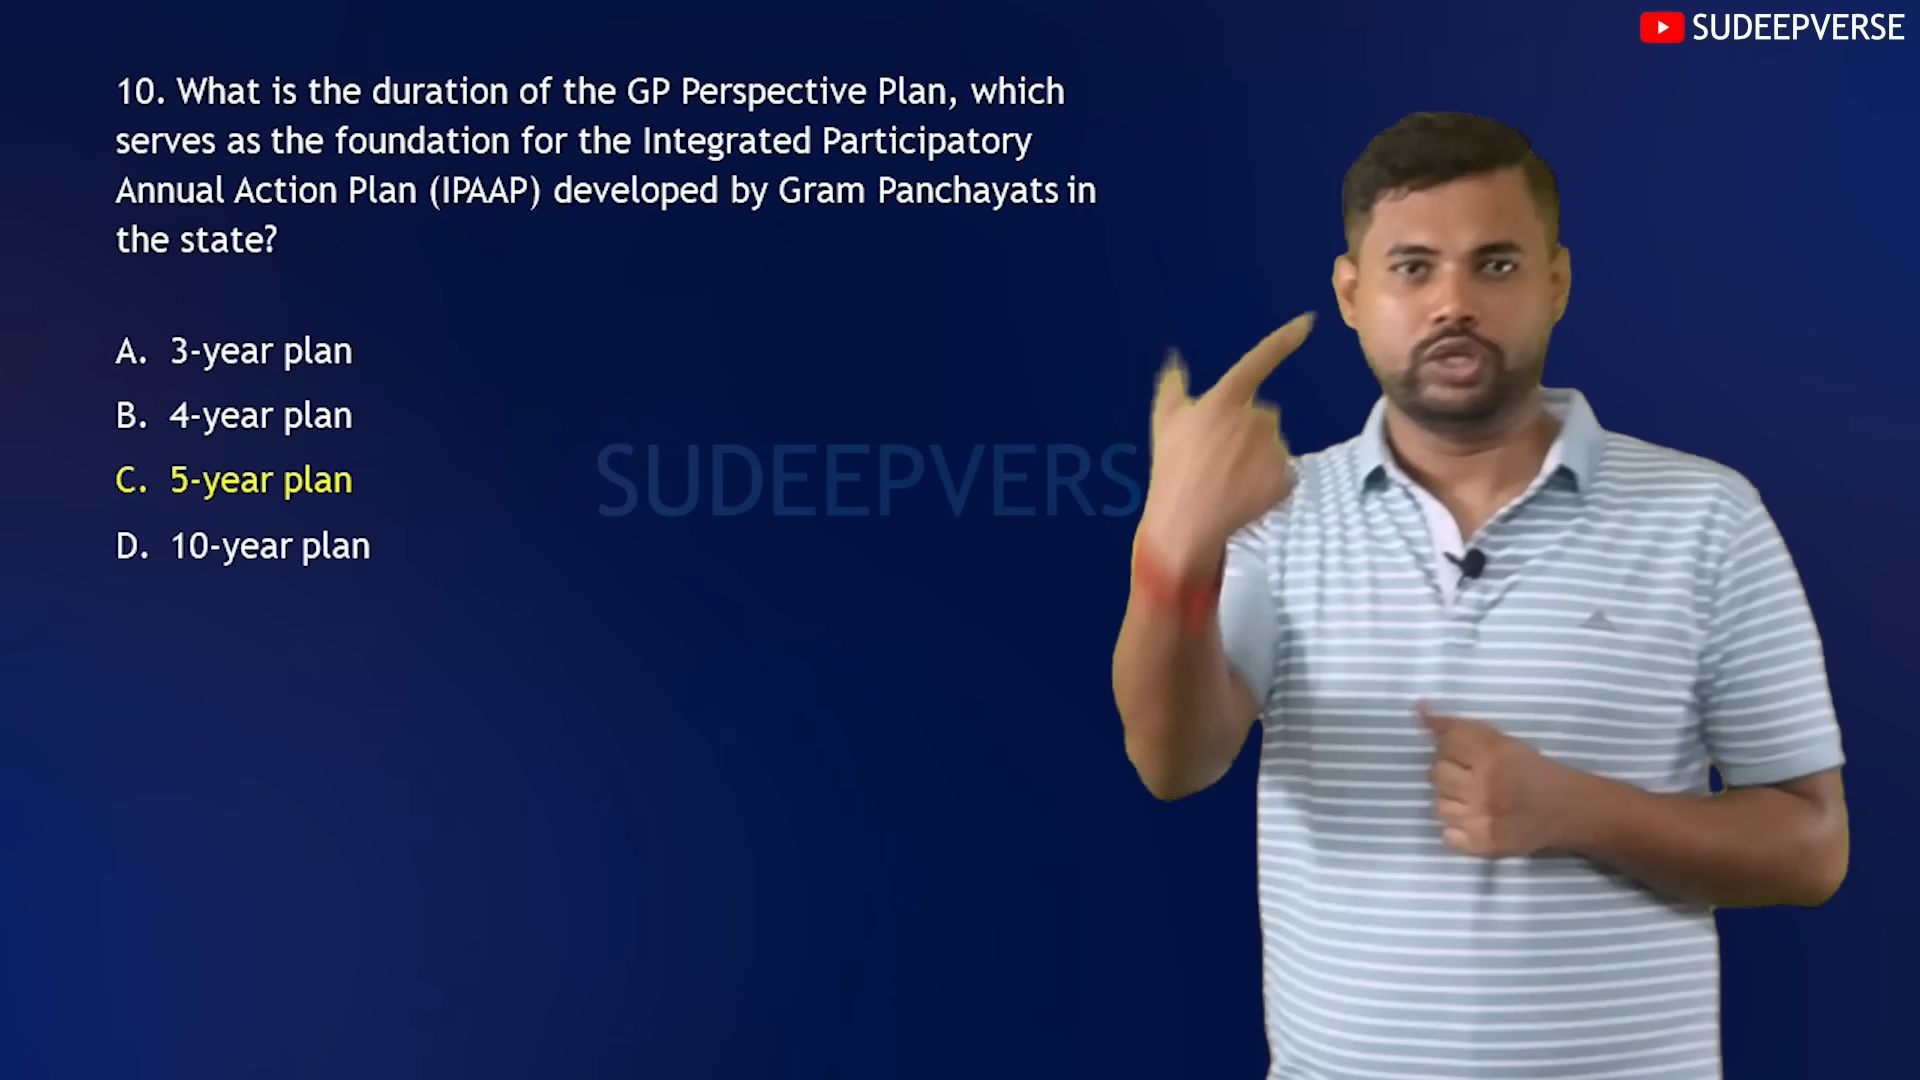 SUDEEPVERSE
10. What is the duration of the GP Perspective Plan, which
serves as the foundation for the Integrated Participatory
Annual Action Plan (IPAAP) developed by Gram Panchayats in
the state?
A. 3-year plan
B. 4-year plan
C. 5-year plan
D. 10-year plan
SUDEEPVERS